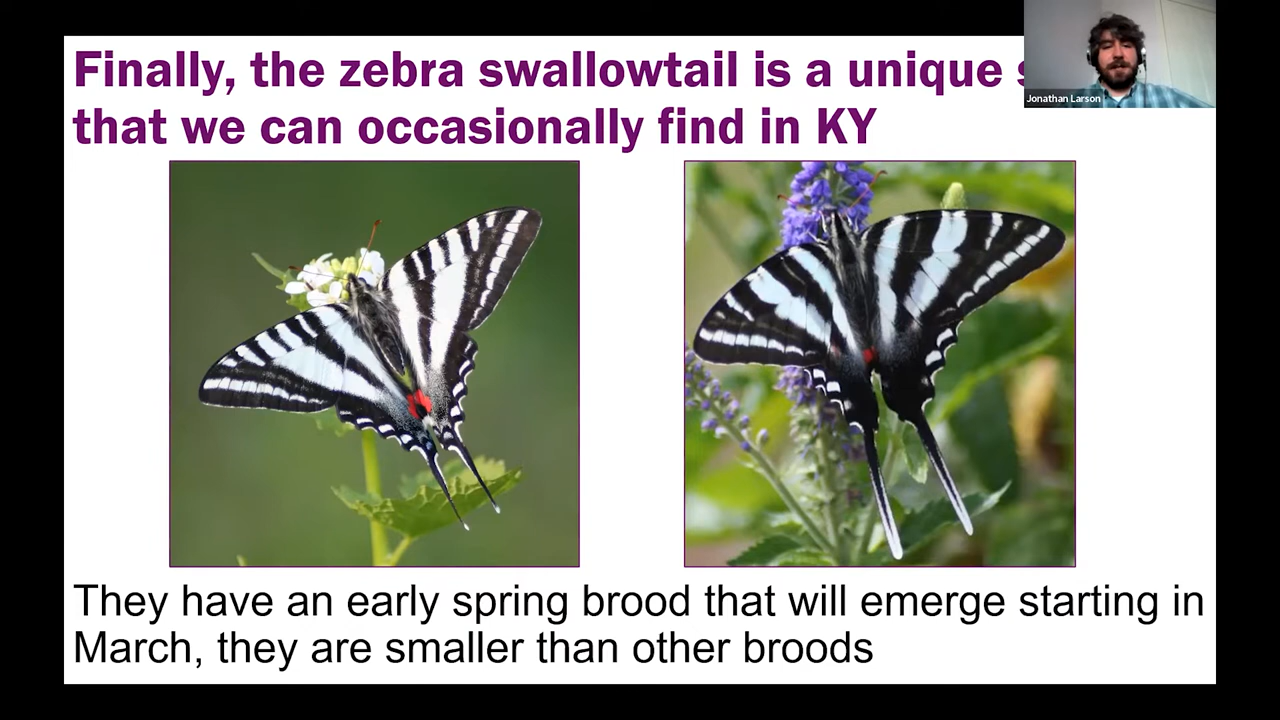 Finally, the zebra swallowtail is a unique
that we can occasionally find in KY
Jonathan Larson
They have an early spring brood that will emerge starting in
March, they are smaller than other broods